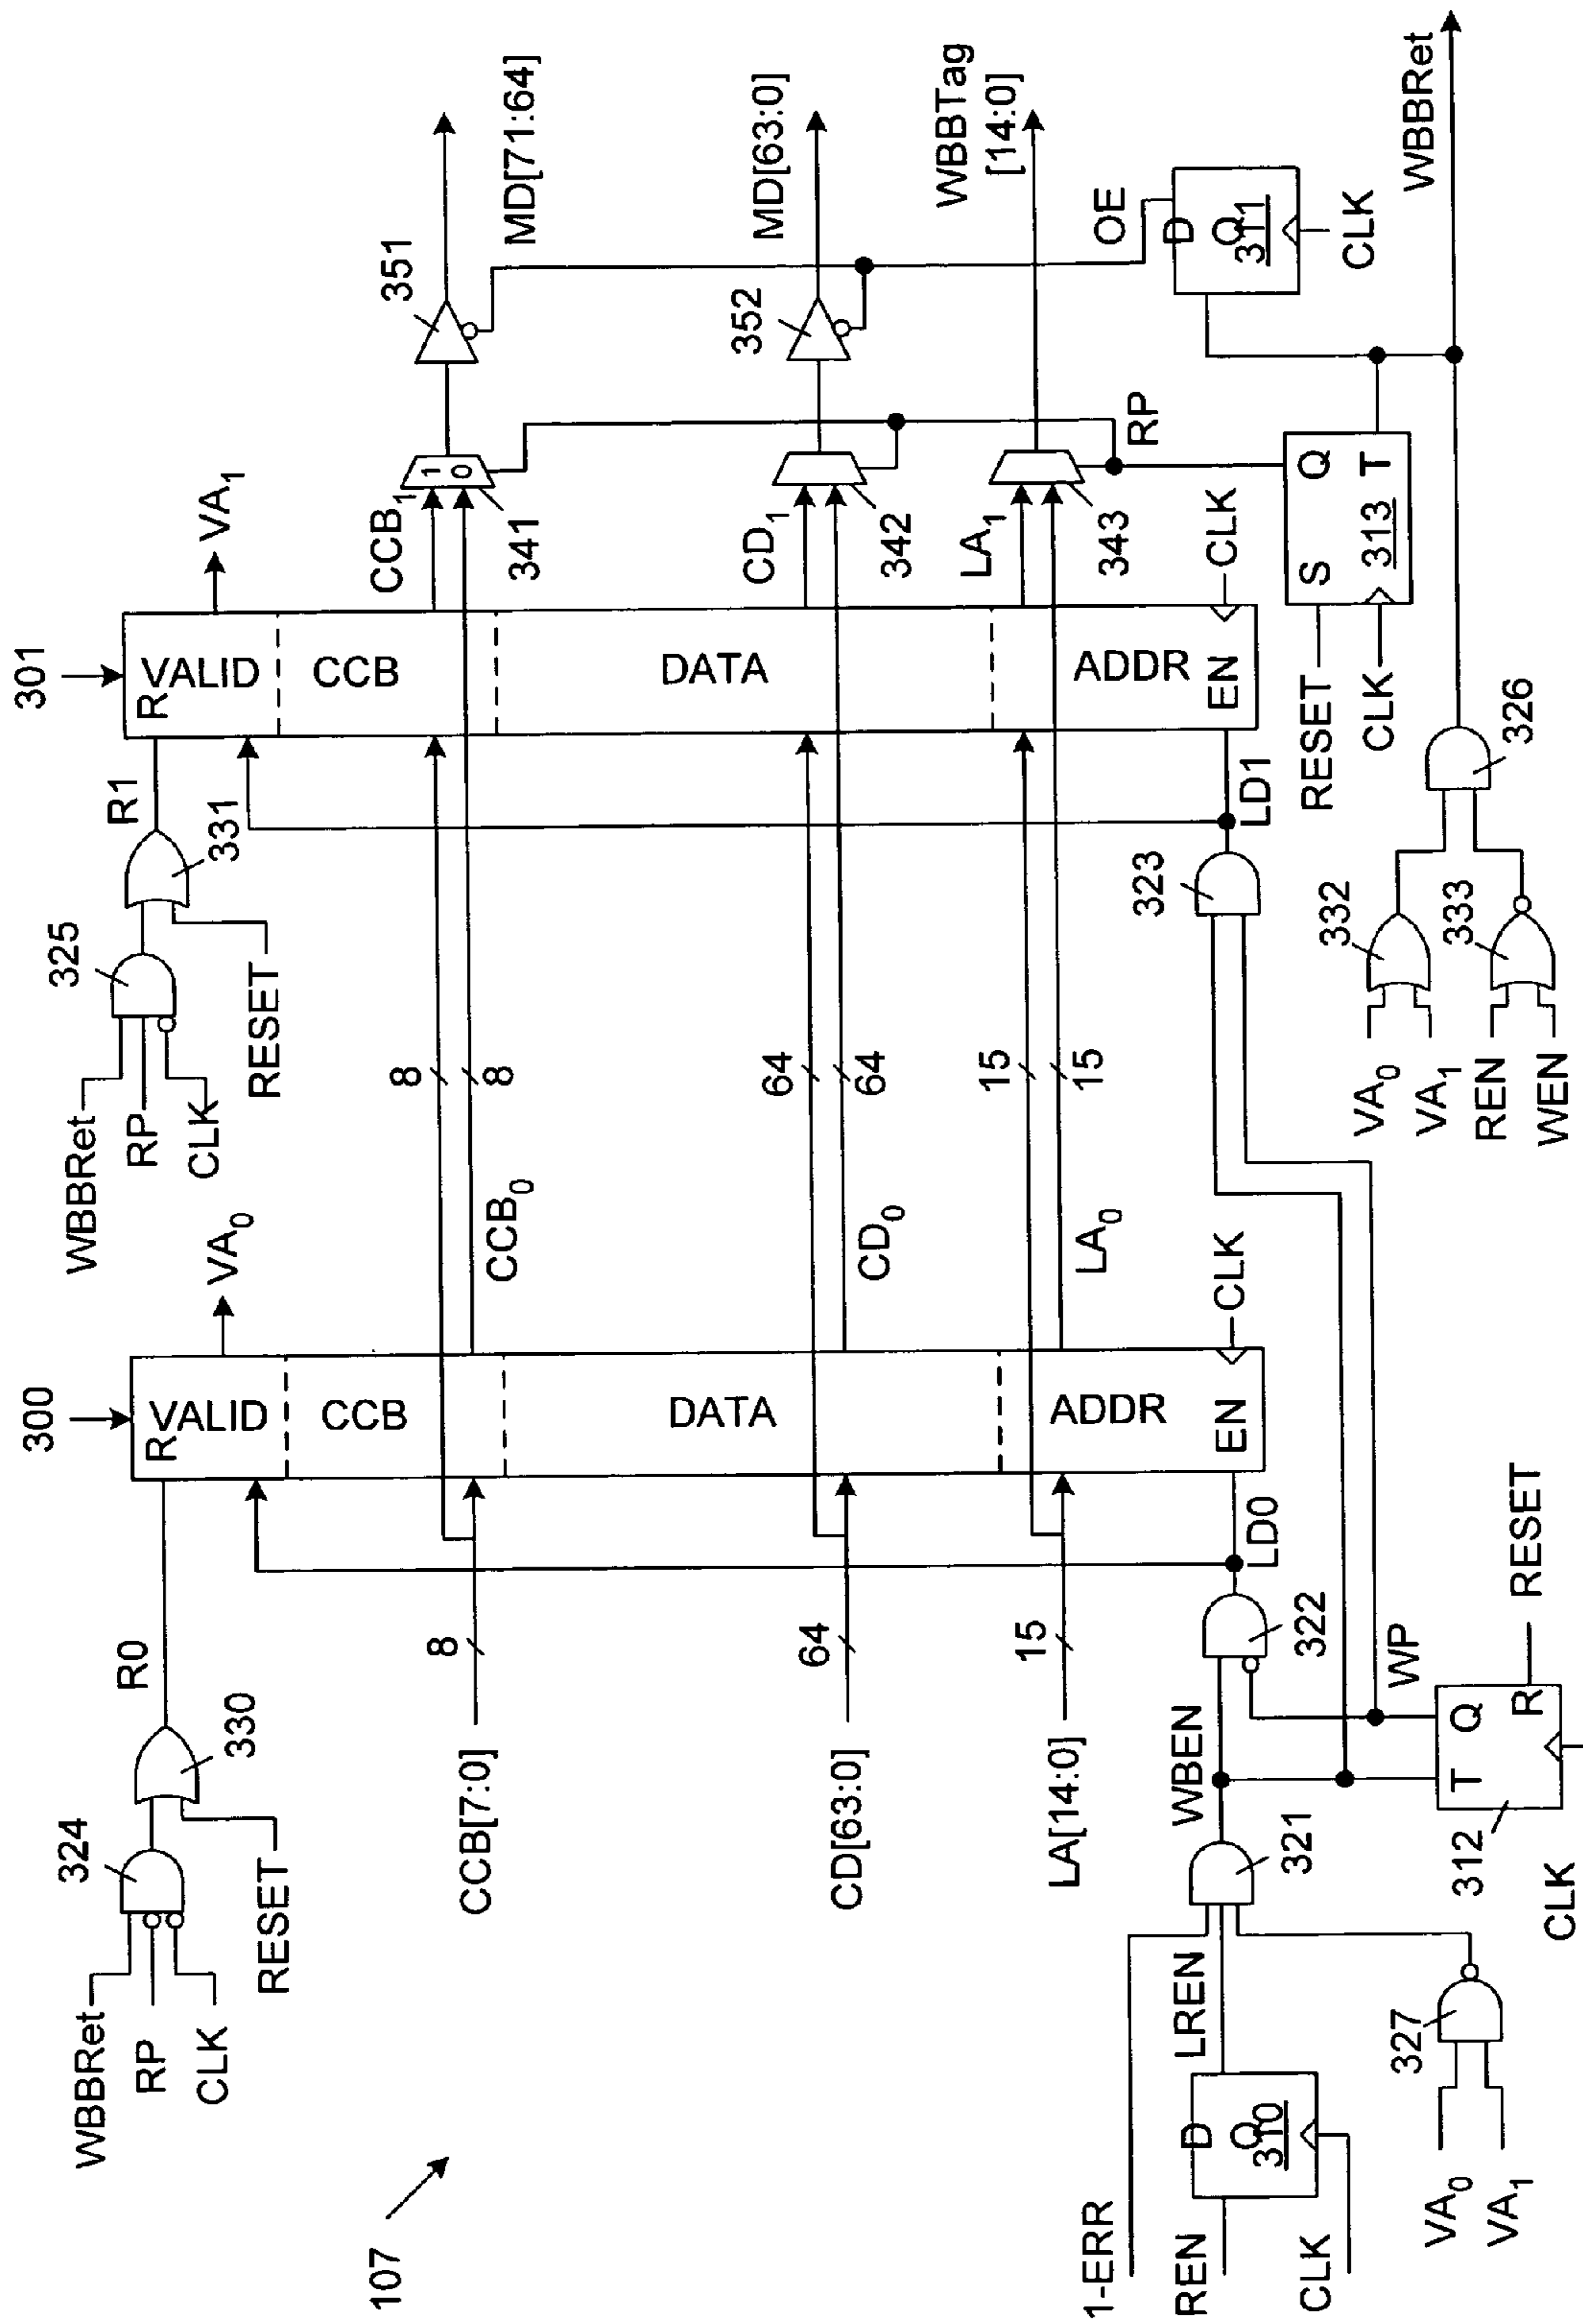 107
WBBRet
RP
CLK
324
RESET
330
R0
300
R
VALID
CCB
DATA
ADDR
EN
VA0
CCB[7:0]
8
CD[63:0]
64
LA[14:0]
15
CCB0
CD0
LA0
CLK
1-ERR
REN
CLK
D
Q
310
LREN
VA0
VA1
327
321
WBEN
322
LD0
312
T
Q
R
CLK
RESET
WP
WBBRet
RP
CLK
325
RESET
331
R1
8
8
64
64
15
15
323
LD1
301
R
VALID
CCB
DATA
ADDR
EN
VA1
CLK
CCB1
1
0
341
351
MD[71:64]
CD1
342
352
MD[63:0]
LA1
343
WBBTag
[14:0]
RP
RESET
CLK
S
Q
313
T
OE
D
Q
311
CLK
VA0
VA1
REN
WEN
332
333
326
WBBRet